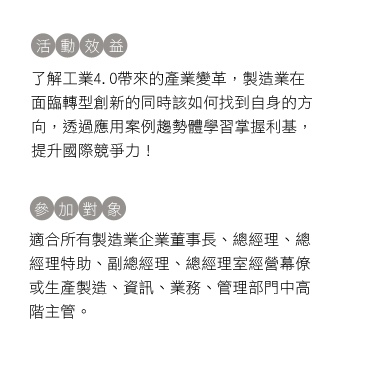 活動效益
了解工業4.0帶來的產業變革，製造業在
面臨轉型創新的同時該如何找到自身的方
向，透過應用案例趨勢體學習掌握利基，
提升國際競爭力！
參加對象
適合所有製造業企業董事長、總經理、總
經理特助、副總經理、總經理室經營幕僚
或生產製造、資訊、業務、管理部門中高
階主管。